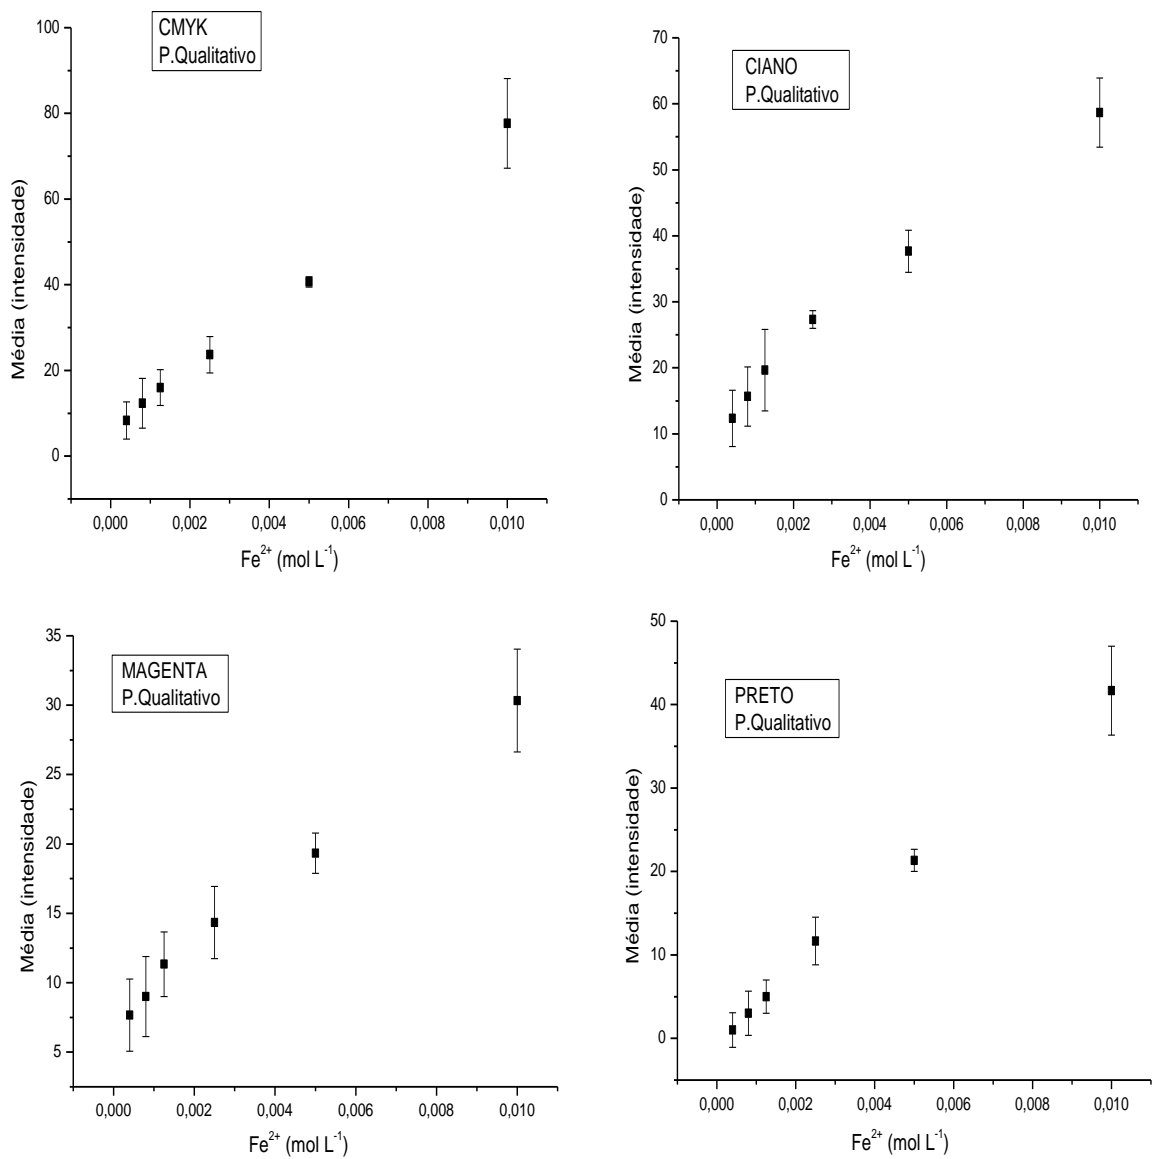 CMYK
P.Qualitativo
100
80
60
40
20
0
Média (intensidade)
0,000 0,002 0,004 0,006 0,008 0,010
Fe²⁺ (mol L⁻¹)
CIANO
P.Qualitativo
70
60
50
40
30
20
10
0
Média (intensidade)
0,000 0,002 0,004 0,006 0,008 0,010
Fe²⁺ (mol L⁻¹)
MAGENTA
P.Qualitativo
35
30
25
20
15
10
5
Média (intensidade)
0,000 0,002 0,004 0,006 0,008 0,010
Fe²⁺ (mol L⁻¹)
PRETO
P.Qualitativo
50
40
30
20
10
0
Média (intensidade)
0,000 0,002 0,004 0,006 0,008 0,010
Fe²⁺ (mol L⁻¹)